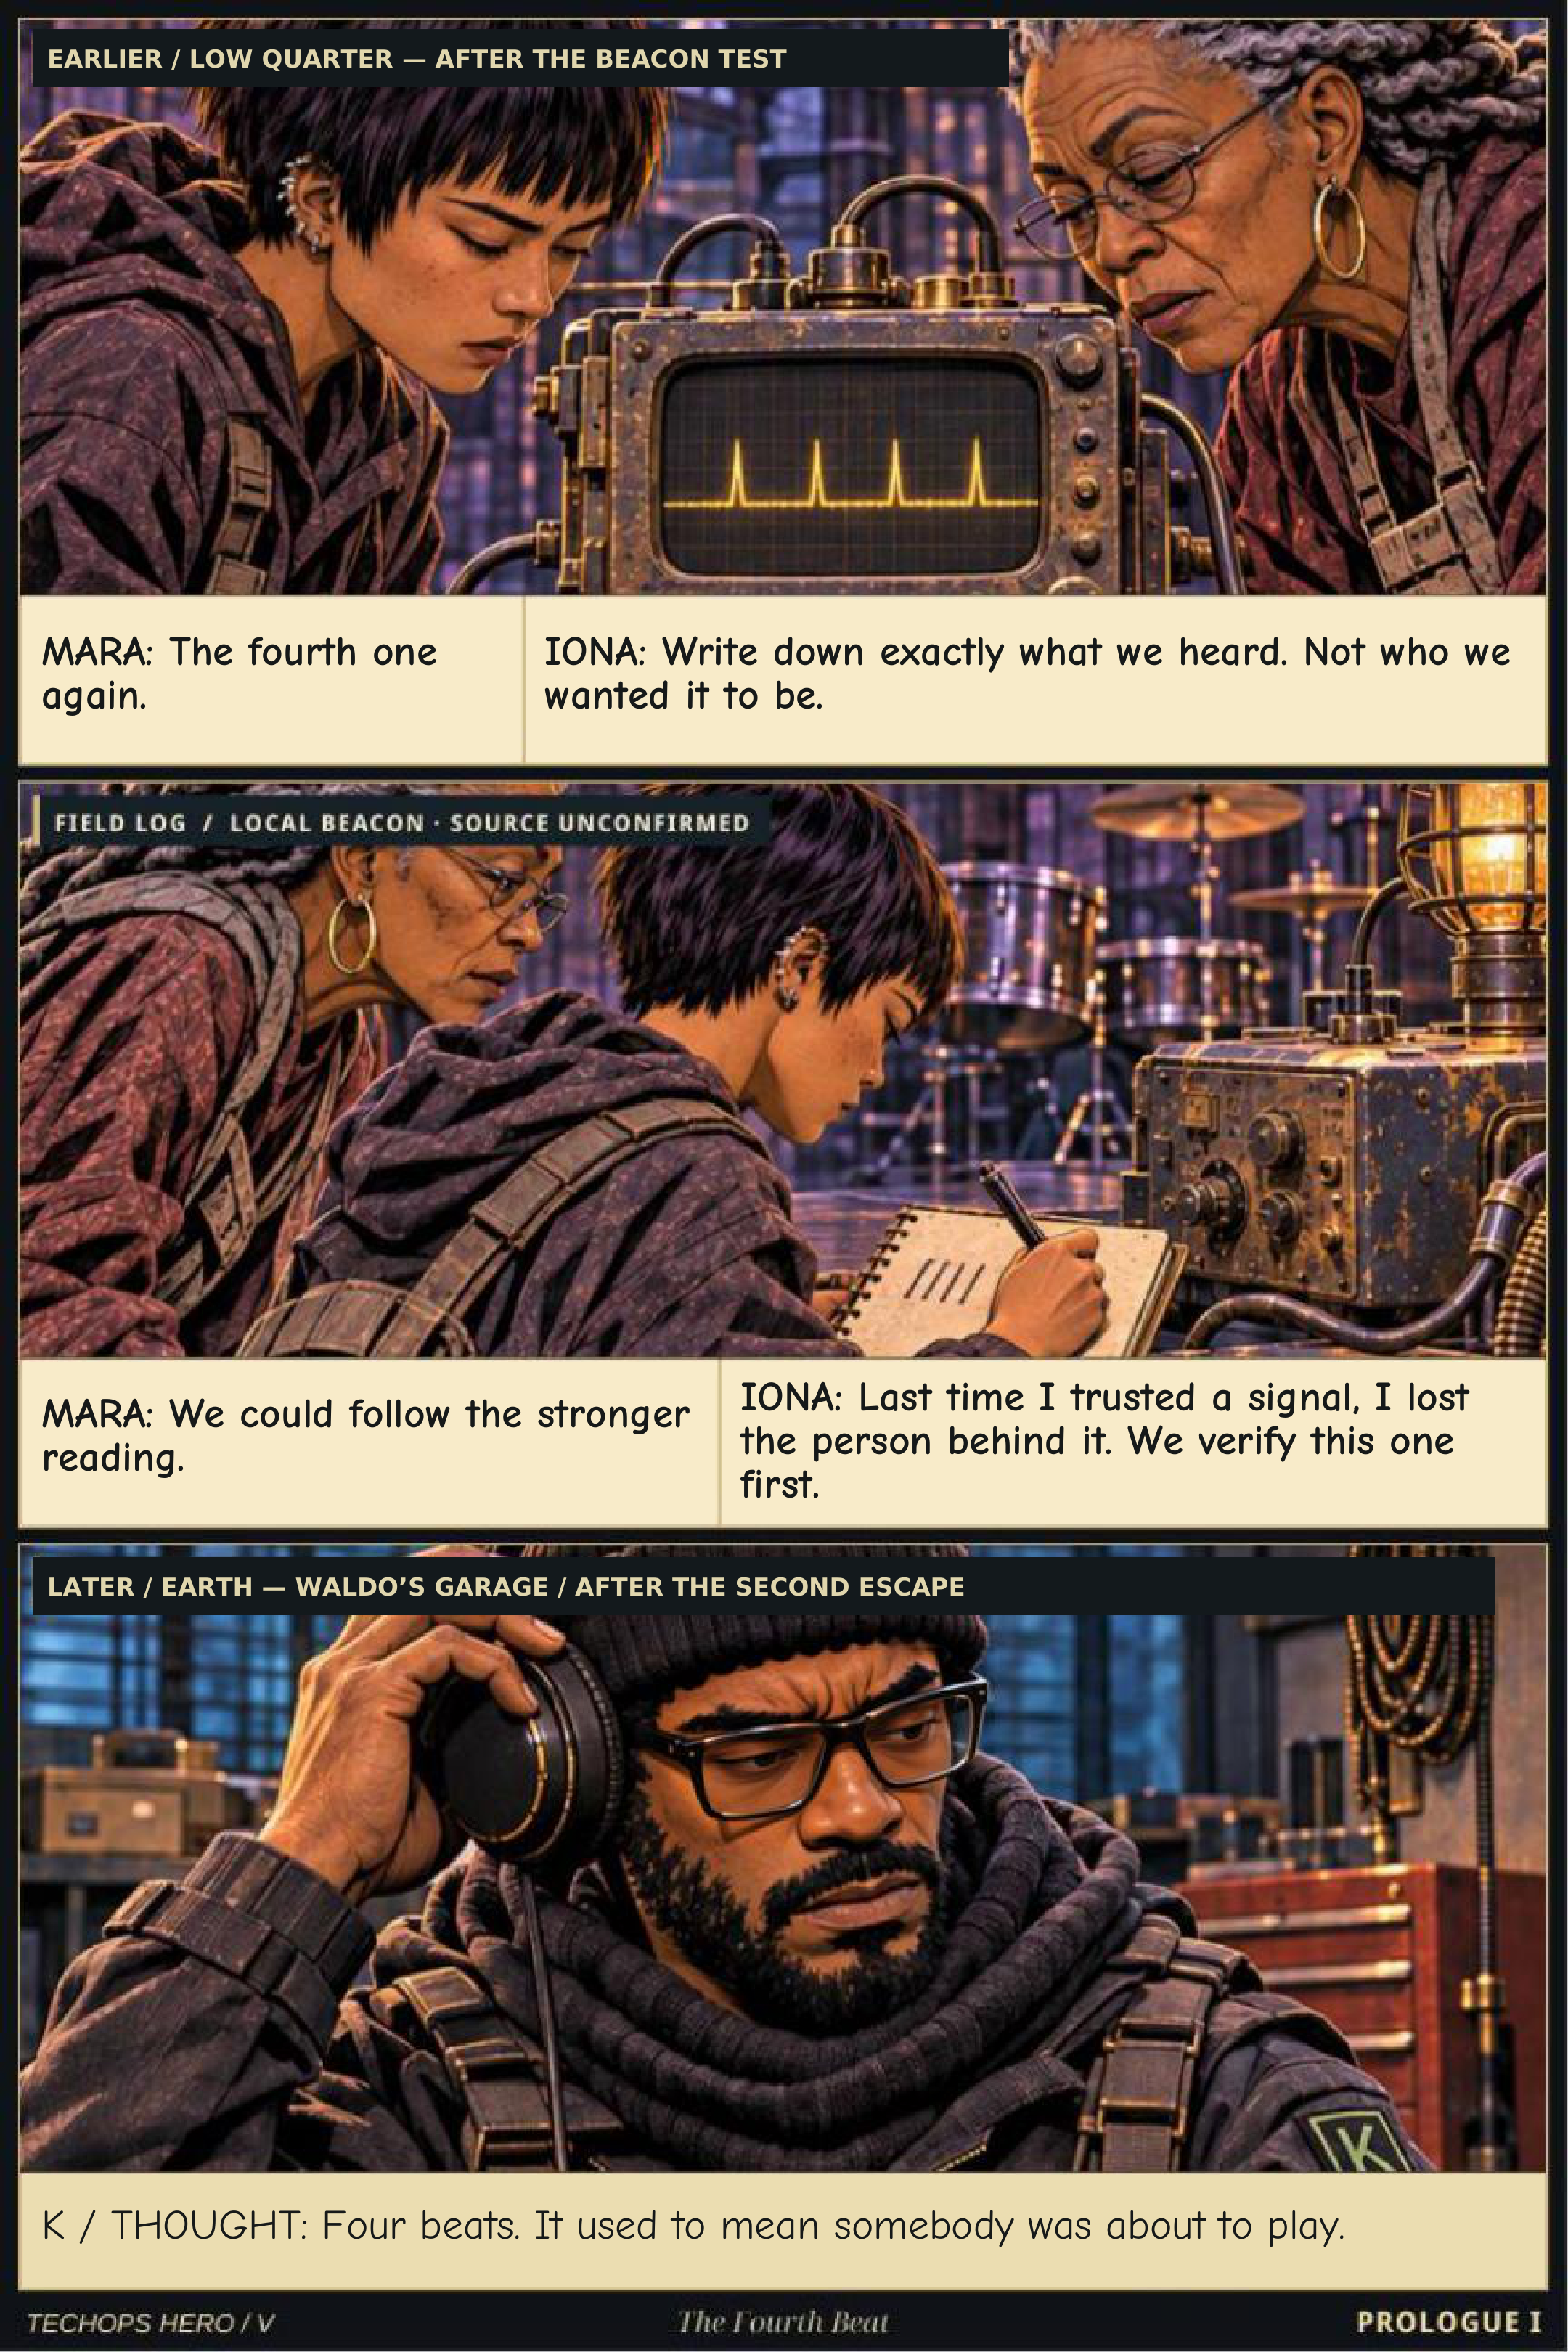 EARLIER / LOW QUARTER — AFTER THE BEACON TEST
MARA: The fourth one
again.
IONA: Write down exactly what we heard. Not who we
wanted it to be.
FIELD LOG / LOCAL BEACON · SOURCE UNCONFIRMED
MARA: We could follow the stronger
reading.
IONA: Last time I trusted a signal, I lost
the person behind it. We verify this one
first.
LATER / EARTH — WALDO’S GARAGE / AFTER THE SECOND ESCAPE
K
K / THOUGHT: Four beats. It used to mean somebody was about to play.
TECHOPS HERO / V
The Fourth Beat
PROLOGUE I